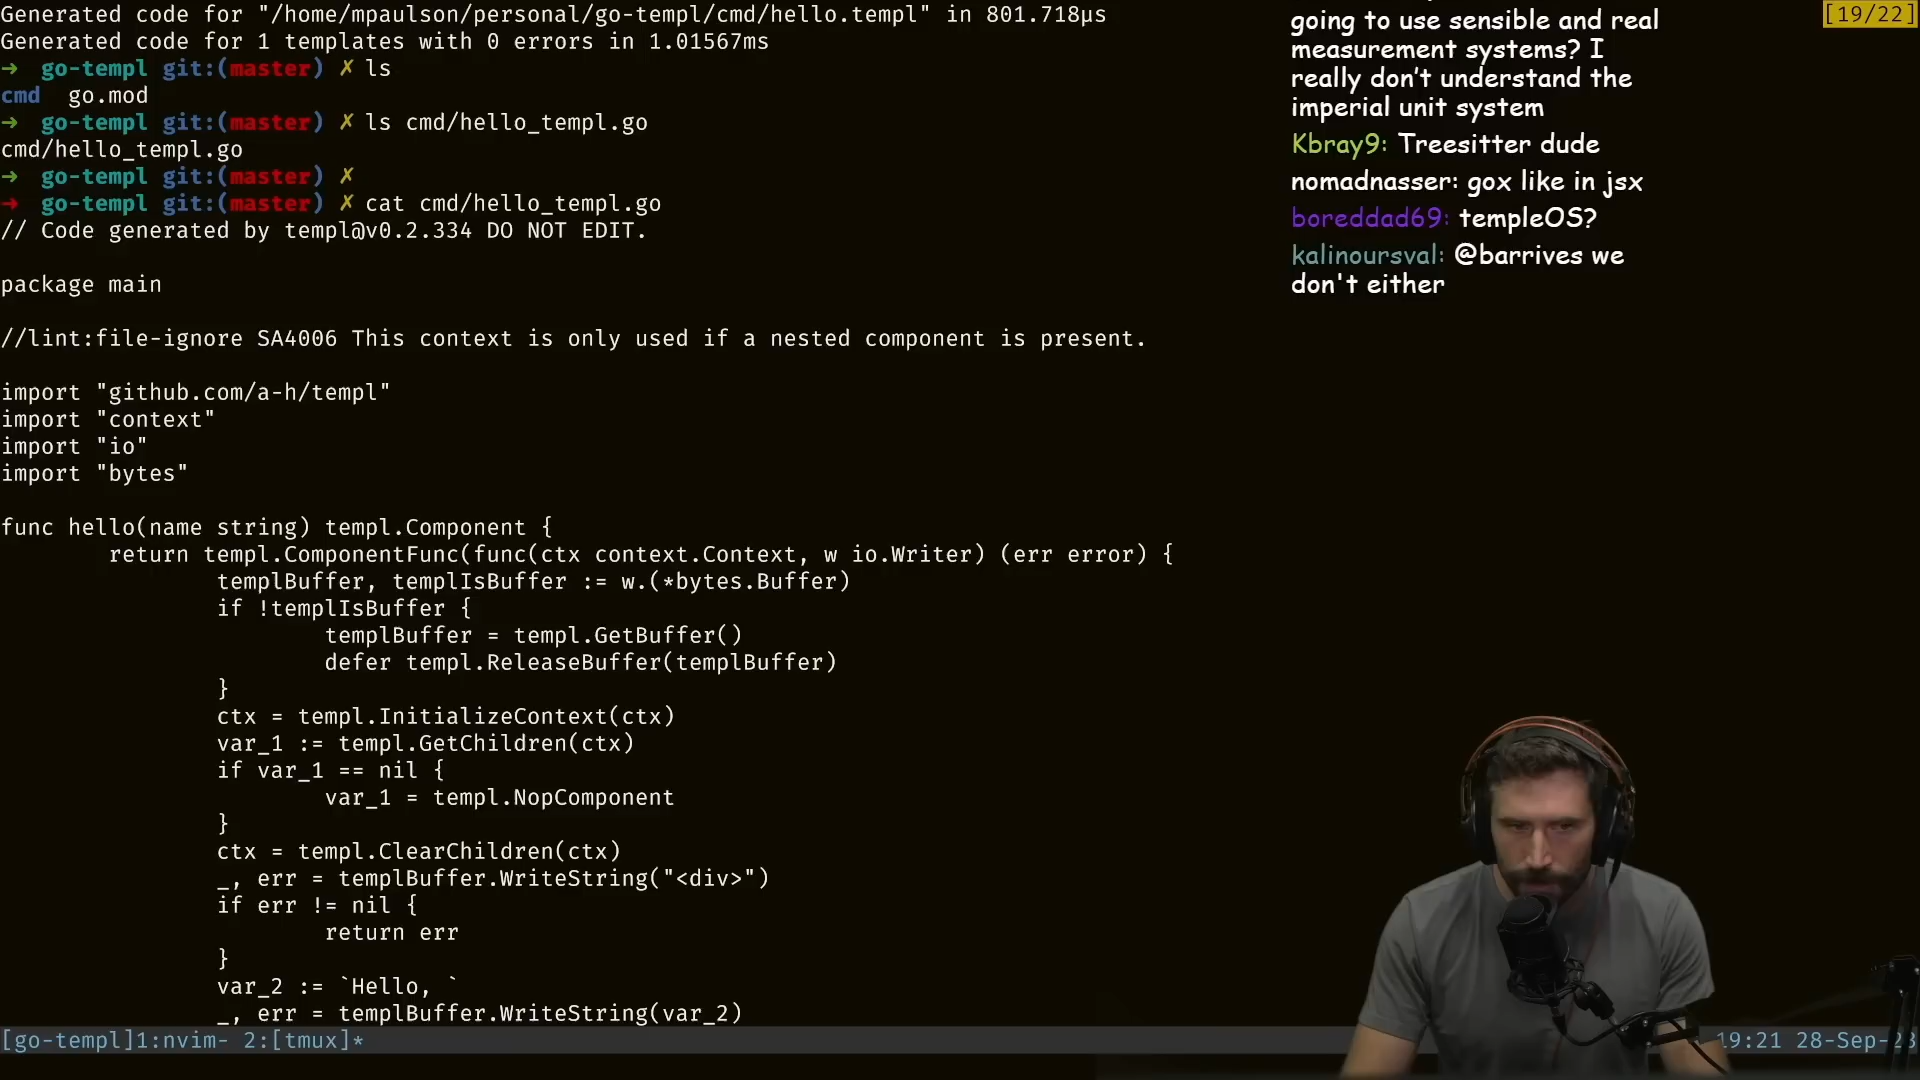 Generated code for "/home/mpaulson/personal/go-templ/cmd/hello.templ" in 801.718µs
Generated code for 1 templates with 0 errors in 1.01567ms
→ go-templ git:(master) ✗ ls
cmd  go.mod
→ go-templ git:(master) ✗ ls cmd/hello_templ.go
cmd/hello_templ.go
→ go-templ git:(master) ✗
→ go-templ git:(master) ✗ cat cmd/hello_templ.go
// Code generated by templ@v0.2.334 DO NOT EDIT.

package main

//lint:file-ignore SA4006 This context is only used if a nested component is present.

import "github.com/a-h/templ"
import "context"
import "io"
import "bytes"

func hello(name string) templ.Component {
        return templ.ComponentFunc(func(ctx context.Context, w io.Writer) (err error) {
                templBuffer, templIsBuffer := w.(*bytes.Buffer)
                if !templIsBuffer {
                        templBuffer = templ.GetBuffer()
                        defer templ.ReleaseBuffer(templBuffer)
                }
                ctx = templ.InitializeContext(ctx)
                var_1 := templ.GetChildren(ctx)
                if var_1 == nil {
                        var_1 = templ.NopComponent
                }
                ctx = templ.ClearChildren(ctx)
                _, err = templBuffer.WriteString("<div>")
                if err != nil {
                        return err
                }
                var_2 := `Hello, `
                _, err = templBuffer.WriteString(var_2)
[go-templ]1:nvim- 2:[tmux]*
[19/22]
going to use sensible and real
measurement systems? I
really don't understand the
imperial unit system
Kbray9: Treesitter dude
nomadnasser: gox like in jsx
boreddad69: templeOS?
kalinoursval: @barrives we
don't either
19:21 28-Sep-23